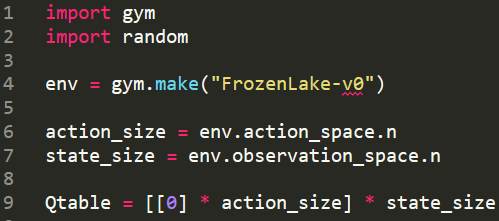 1 import gym
2 import random
3
4 env = gym.make("FrozenLake-v0")
5
6 action_size = env.action_space.n
7 state_size = env.observation_space.n
8
9 Qtable = [[0] * action_size] * state_size